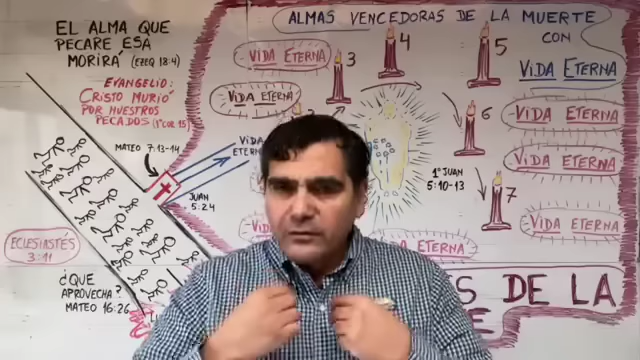 EL ALMA QUE
PECARE ESA
MORIRÁ (EZEQ 18:4)
EVANGELIO:
CRISTO MURIÓ
POR NUESTROS
PECADOS (1ª COR 15)
MATEO 7:13-14
JUAN
5:24
ECLESIASTÉS
3:11
¿QUE
APROVECHA?
MATEO 16:26
ALMAS VENCEDORAS DE LA MUERTE
CON
VIDA ETERNA
VIDA ETERNA
VIDA ETERNA
VIDA
3
4
5
6
7
1ª JUAN
5:10-13
VIDA ETERNA
VIDA ETERNA
VIDA ETERNA
ETERNA
S DE LA